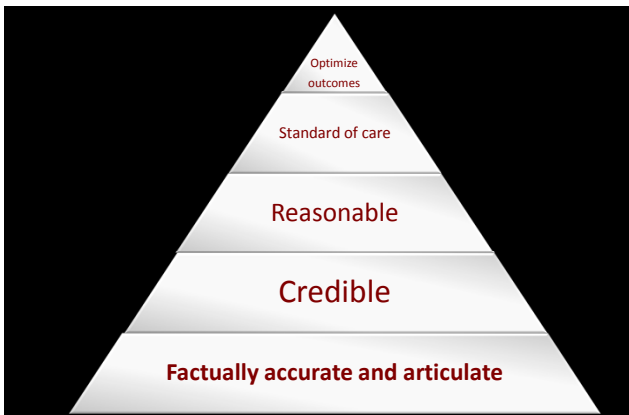 Optimize
outcomes
Standard of care
Reasonable
Credible
Factually accurate and articulate